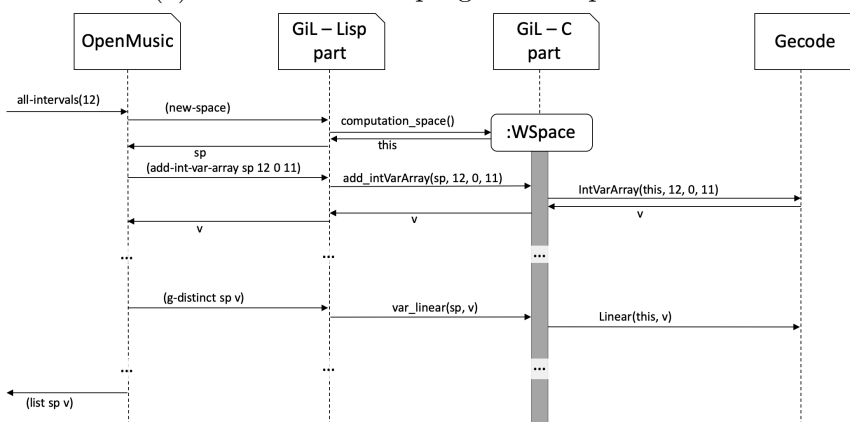 OpenMusic
GiL – Lisp
part
GiL – C
part
Gecode
all-intervals(12)
(new-space)
computation_space()
:WSpace
this
sp
(add-int-var-array sp 12 0 11)
add_intVarArray(sp, 12, 0, 11)
IntVarArray(this, 12, 0, 11)
v
v
v
...
...
...
(g-distinct sp v)
var_linear(sp, v)
Linear(this, v)
...
...
...
(list sp v)